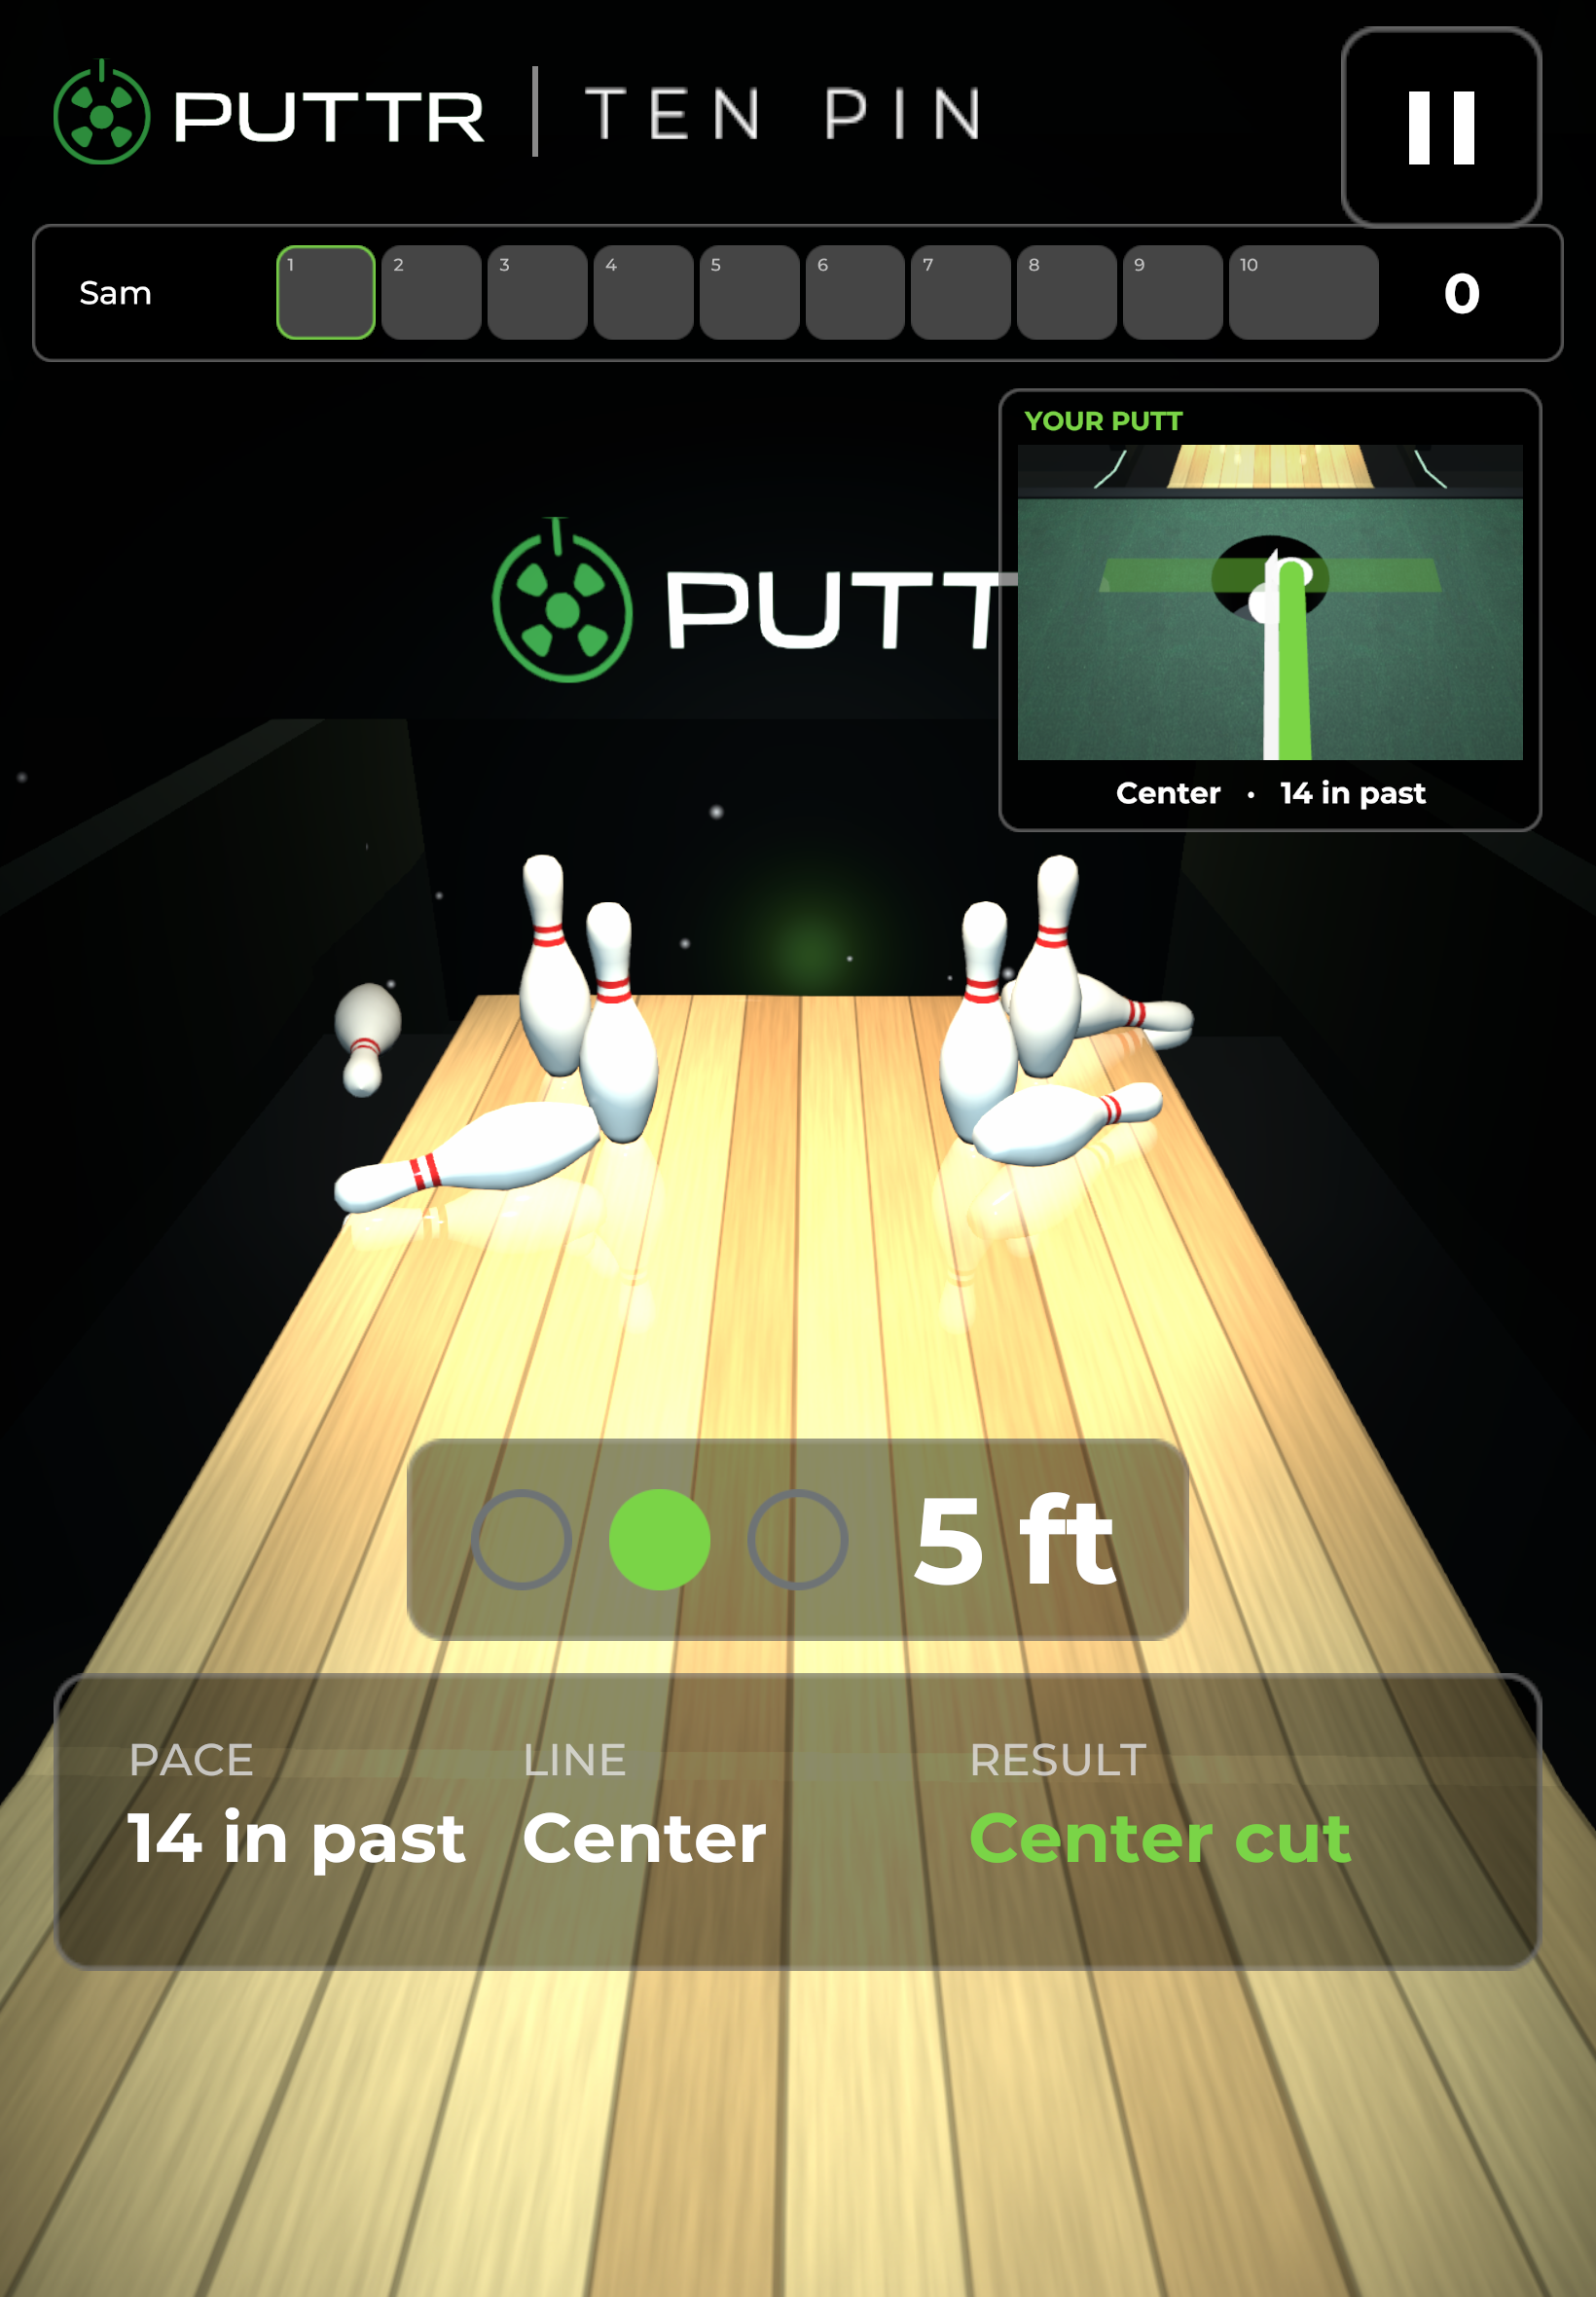 PUTTR | TEN PIN
Sam 1 2 3 4 5 6 7 8 9 10 0
YOUR PUTT
PUTT
Center · 14 in past
5 ft
PACE LINE RESULT
14 in past Center Center cut